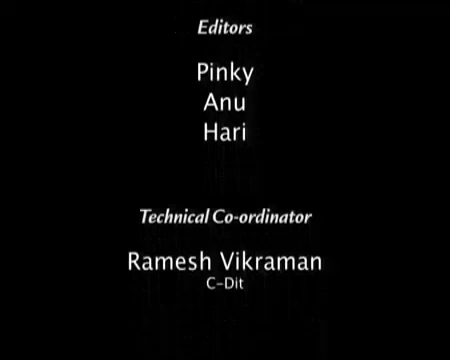 Editors
Pinky
Anu
Hari
Technical Co-ordinator
Ramesh Vikraman
C-Dit